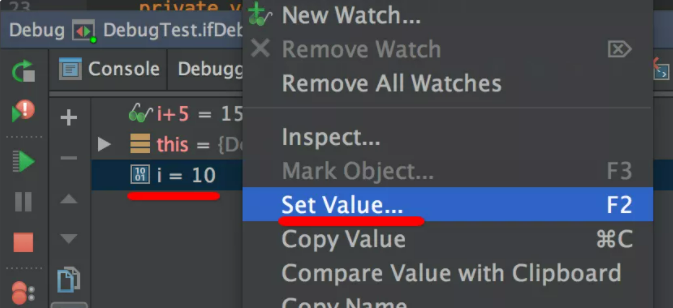 23
private v
New Watch...
Debug DebugTest.ifDeb
Remove Watch
Console Debugg
Remove All Watches
i+5 = 15
Inspect...
this = {De
Mark Object... F3
i = 10
Set Value... F2
Copy Value ⌘C
Compare Value with Clipboard
Copy Name